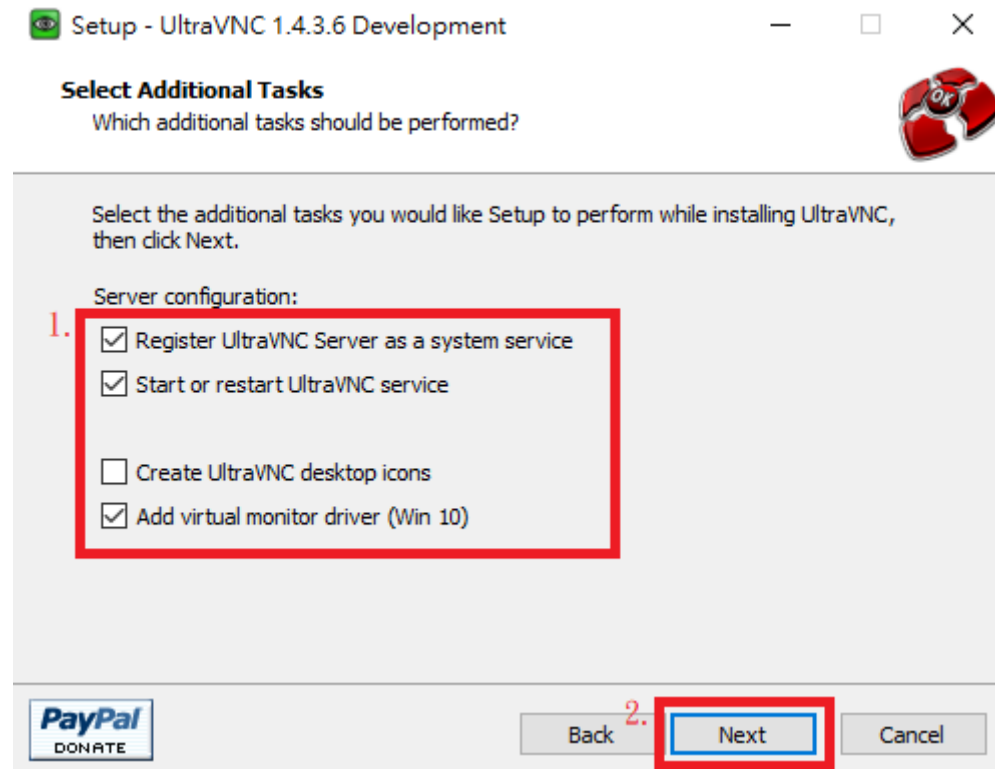 Setup - UltraVNC 1.4.3.6 Development
Select Additional Tasks
Which additional tasks should be performed?
OK
Select the additional tasks you would like Setup to perform while installing UltraVNC,
then click Next.
Server configuration:
1.
Register UltraVNC Server as a system service
Start or restart UltraVNC service
Create UltraVNC desktop icons
Add virtual monitor driver (Win 10)
PayPal
DONATE
Back
2.
Next
Cancel